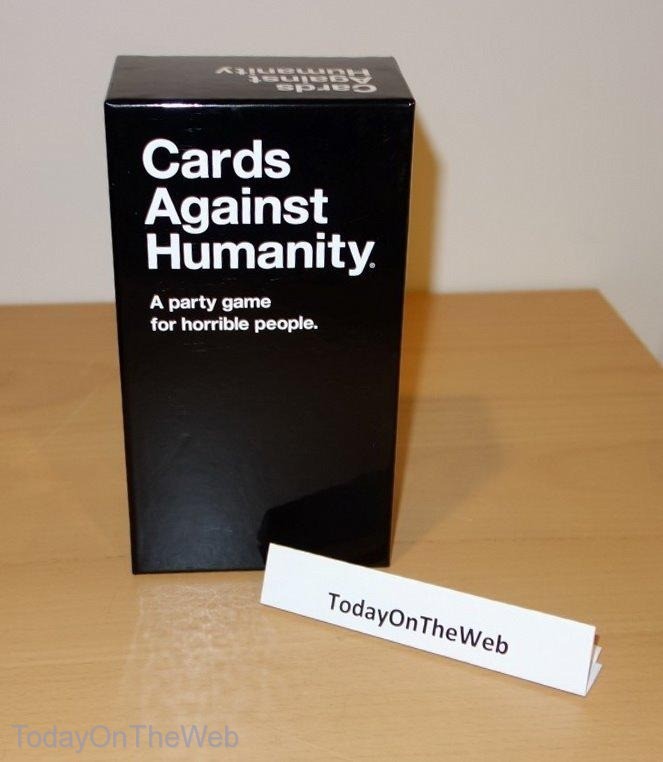 Cards
Against
Humanity
Cards
Against
Humanity®
A party game
for horrible people.
TodayOnTheWeb
TodayOnTheWeb